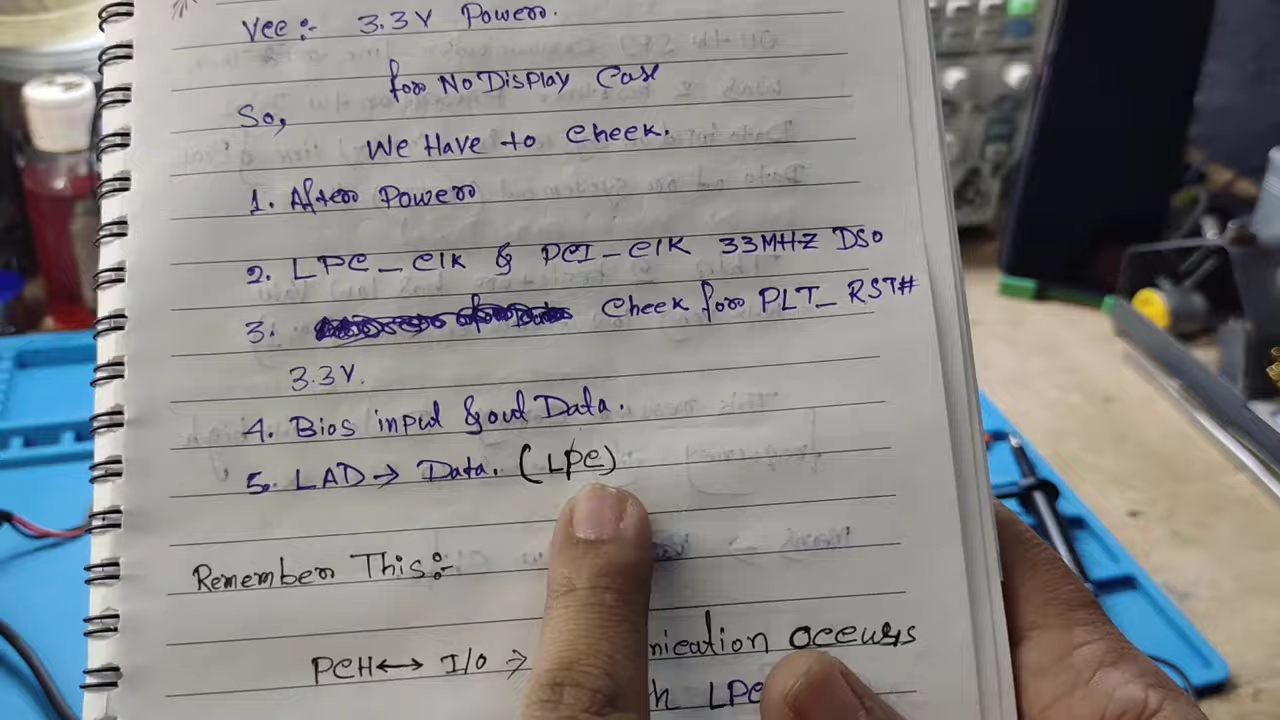 Vcc :- 3.3V Power.
for No Display Case
So,
We Have to check.
1. After Power
2. LPC_Clk & PCI_Clk 33MHZ DSO
3. Check for PLT_RST#
3.3V.
4. Bios input & out Data.
5. LAD → Data. (LPC)
Remember This :-
PCH ↔ I/O → nication occurs
h LPC